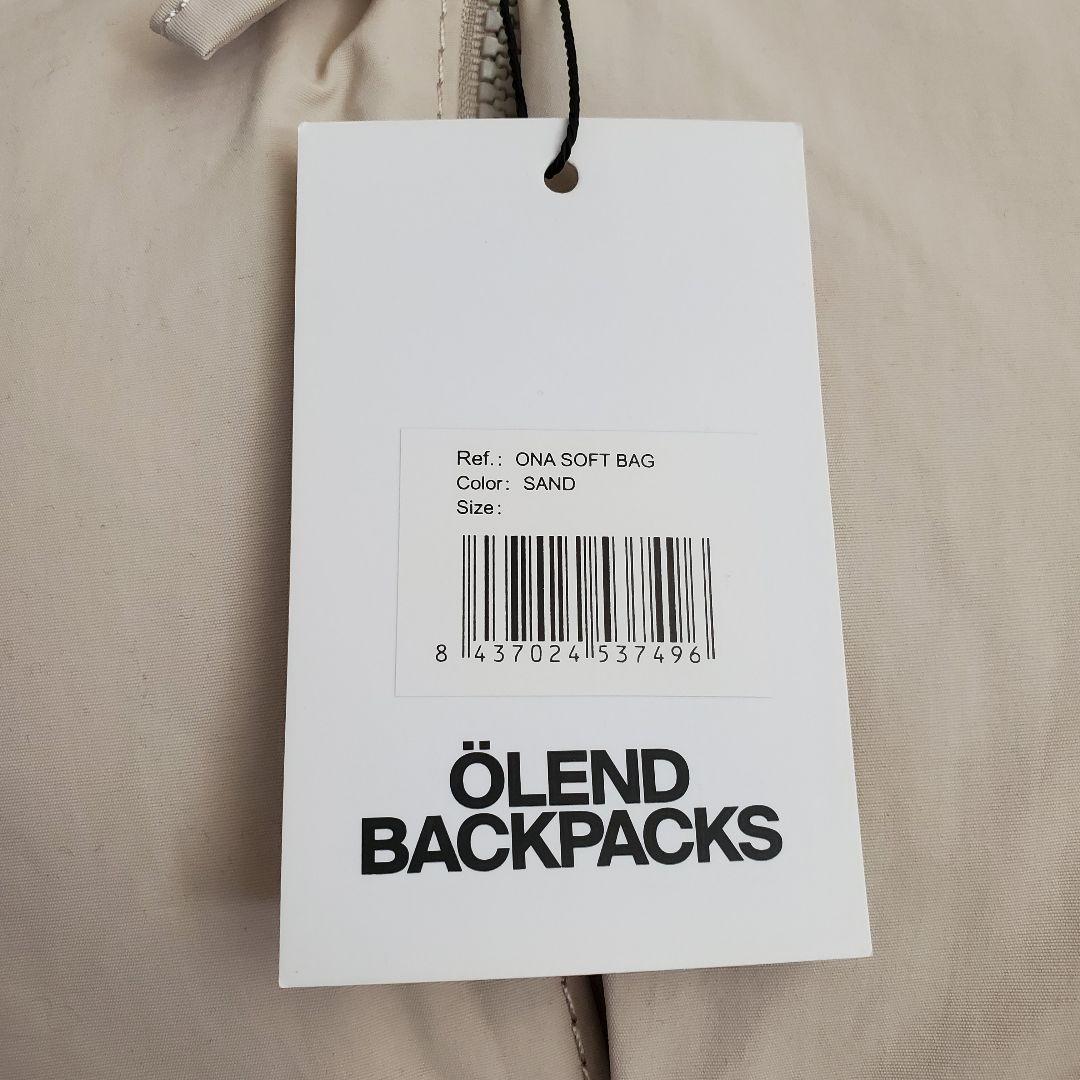 Ref.: ONA SOFT BAG
Color: SAND
Size:
8 437024 537496
ÖLEND
BACKPACKS